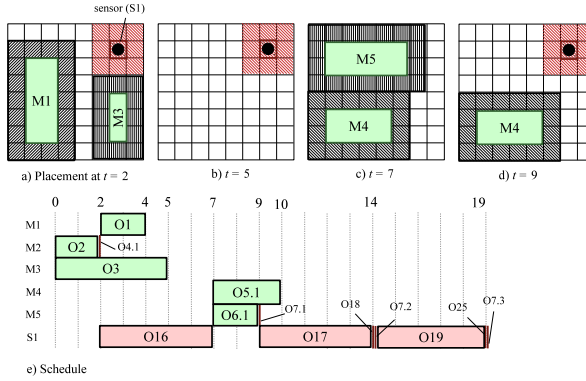 sensor (S1)
M1
M3
M5
M4
M4
a) Placement at t = 2
b) t = 5
c) t = 7
d) t = 9
0 2 4 5 7 9 10 14 19
M1 O1
M2 O2 O4.1
M3 O3
M4 O5.1
M5 O6.1 O7.1 O18 O7.2 O25 O7.3
S1 O16 O17 O19
e) Schedule